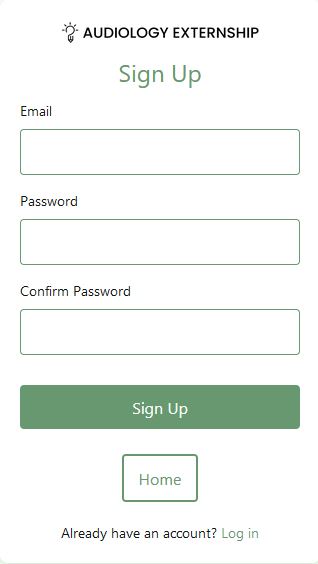 AUDIOLOGY EXTERNSHIP
Sign Up
Email
Password
Confirm Password
Sign Up
Home
Already have an account? Log in